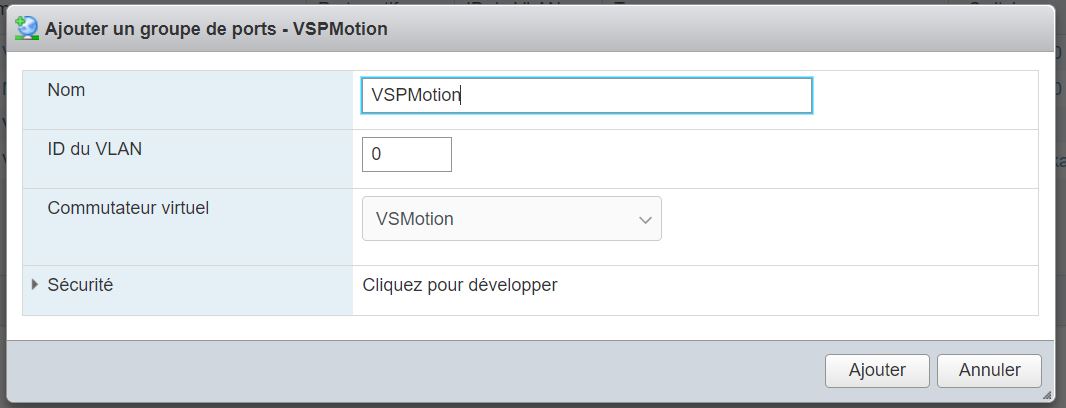 Ajouter un groupe de ports - VSPMotion
Nom
VSPMotion
ID du VLAN
0
Commutateur virtuel
VSMotion
Sécurité
Cliquez pour développer
Ajouter
Annuler